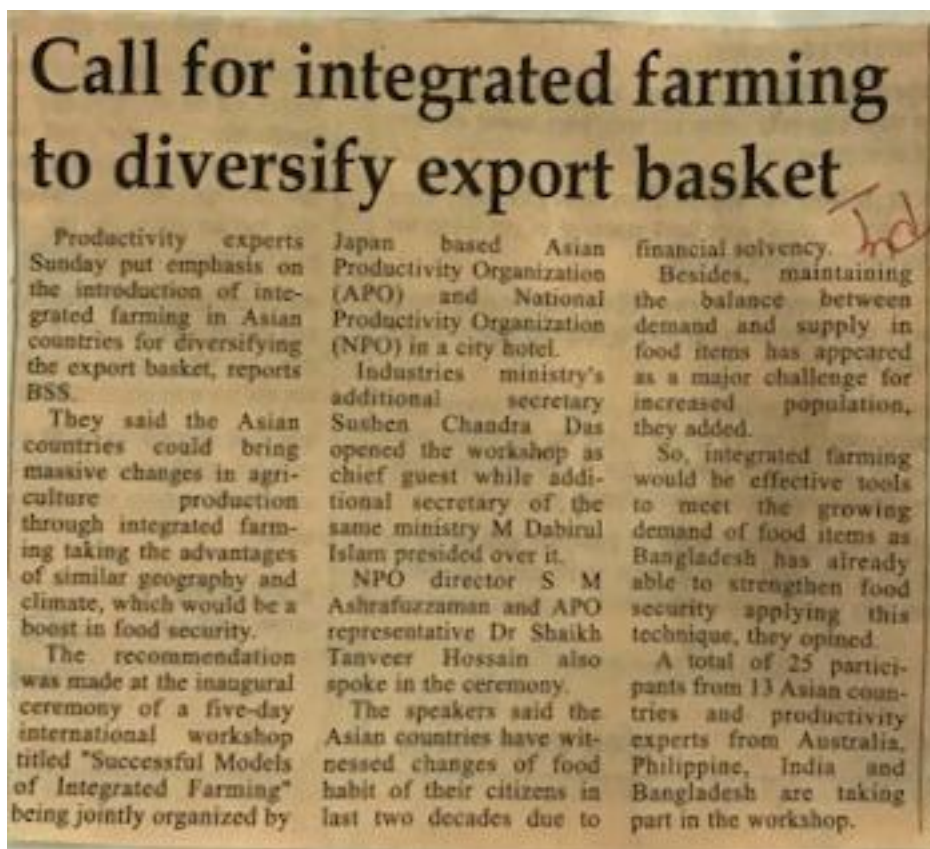 Call for integrated farming
to diversify export basket
Productivity experts
Sunday put emphasis on
the introduction of inte-
grated farming in Asian
countries for diversifying
the export basket, reports
BSS.
They said the Asian
countries could bring
massive changes in agri-
culture production
through integrated farm-
ing taking the advantages
of similar geography and
climate, which would be a
boost in food security.
The recommendation
was made at the inaugural
ceremony of a five-day
international workshop
titled "Successful Models
of Integrated Farming"
being jointly organized by
Japan based Asian
Productivity Organization
(APO) and National
Productivity Organization
(NPO) in a city hotel.
Industries ministry's
additional secretary
Sushen Chandra Das
opened the workshop as
chief guest while addi-
tional secretary of the
same ministry M Dabirul
Islam presided over it.
NPO director S M
Ashrafuzzaman and APO
representative Dr Shaikh
Tanveer Hossain also
spoke in the ceremony.
The speakers said the
Asian countries have wit-
nessed changes of food
habit of their citizens in
last two decades due to
financial solvency.
Besides, maintaining
the balance between
demand and supply in
food items has appeared
as a major challenge for
increased population,
they added.
So, integrated farming
would be effective tools
to meet the growing
demand of food items as
Bangladesh has already
able to strengthen food
security applying this
technique, they opined.
A total of 25 partici-
pants from 13 Asian coun-
tries and productivity
experts from Australia,
Philippine, India and
Bangladesh are taking
part in the workshop.